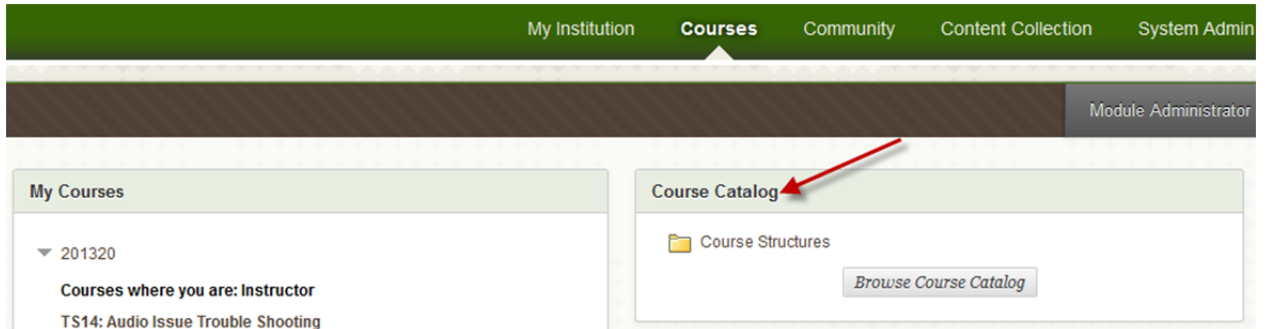 My Institution Courses Community Content Collection System Admin
Module Administrator
My Courses
201320
Courses where you are: Instructor
TS14: Audio Issue Trouble Shooting
Course Catalog
Course Structures
Browse Course Catalog